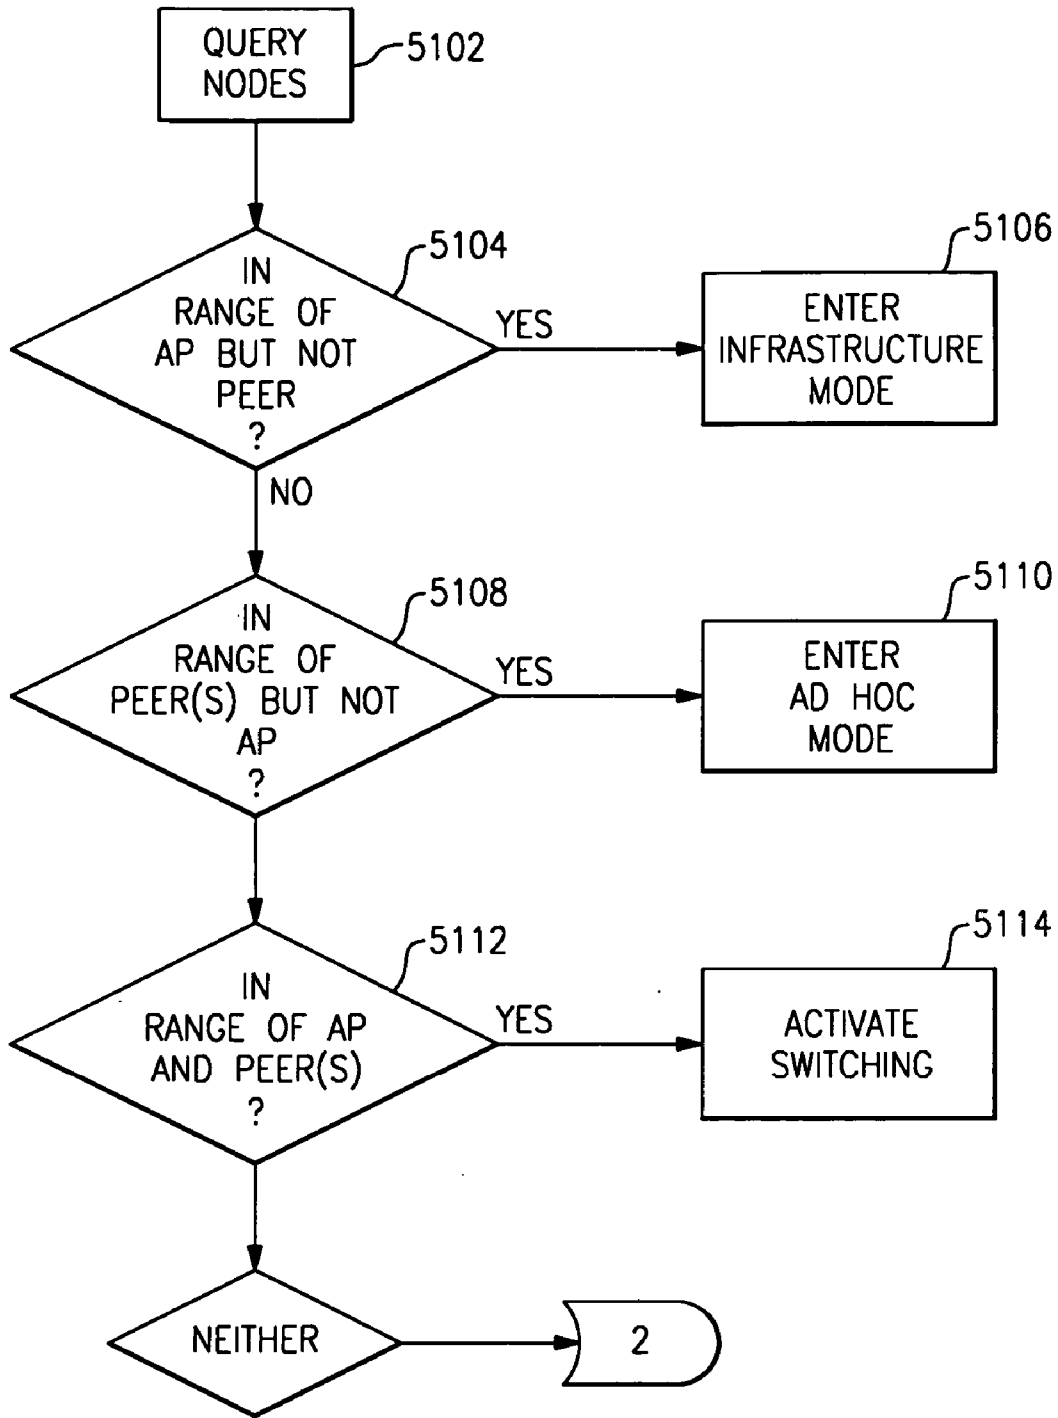 QUERY
NODES
5102
IN
RANGE OF
AP BUT NOT
PEER
?
5104
YES
ENTER
INFRASTRUCTURE
MODE
5106
NO
IN
RANGE OF
PEER(S) BUT NOT
AP
?
5108
YES
ENTER
AD HOC
MODE
5110
IN
RANGE OF AP
AND PEER(S)
?
5112
YES
ACTIVATE
SWITCHING
5114
NEITHER
2